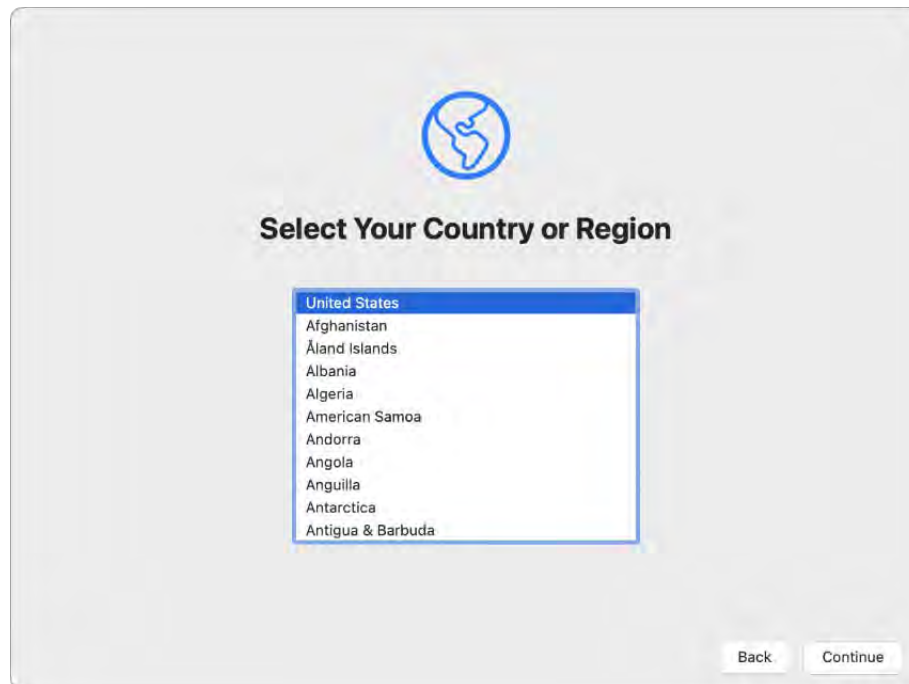 Select Your Country or Region
United States
Afghanistan
Åland Islands
Albania
Algeria
American Samoa
Andorra
Angola
Anguilla
Antarctica
Antigua & Barbuda
Back
Continue